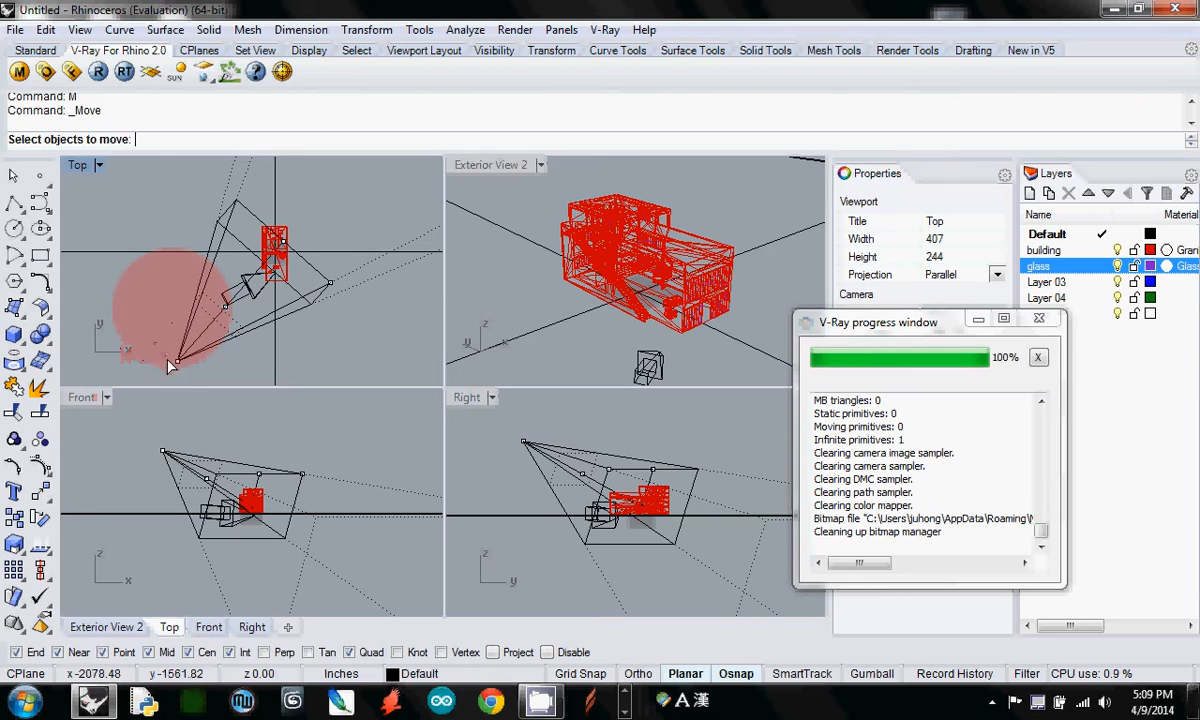 Untitled - Rhinoceros (Evaluation) (64-bit)
File Edit View Curve Surface Solid Mesh Dimension Transform Tools Analyze Render Panels V-Ray Help
Standard V-Ray For Rhino 2.0 CPlanes Set View Display Select Viewport Layout Visibility Transform Curve Tools Surface Tools Solid Tools Mesh Tools Render Tools Drafting New in V5
M R RT SUN
Command: M
Command: _Move
Select objects to move:
Top
Exterior View 2
Front
Right
y x
z y x
z x
z y
Properties
Viewport
Title Top
Width 407
Height 244
Projection Parallel
Camera
Layers
Name Material
Default
building Gran
glass Glass
Layer 03
Layer 04
V-Ray progress window
100% X
MB triangles: 0
Static primitives: 0
Moving primitives: 0
Infinite primitives: 1
Clearing camera image sampler.
Clearing camera sampler.
Clearing DMC sampler.
Clearing path sampler.
Clearing color mapper.
Bitmap file "C:\Users\juhong\AppData\Roaming\
Cleaning up bitmap manager
Exterior View 2 Top Front Right
End Near Point Mid Cen Int Perp Tan Quad Knot Vertex Project Disable
CPlane x -2078.48 y -1561.82 z 0.00 Inches Default Grid Snap Ortho Planar Osnap SmartTrack Gumball Record History Filter CPU use: 0.9 %
A 漢
5:09 PM
4/9/2014